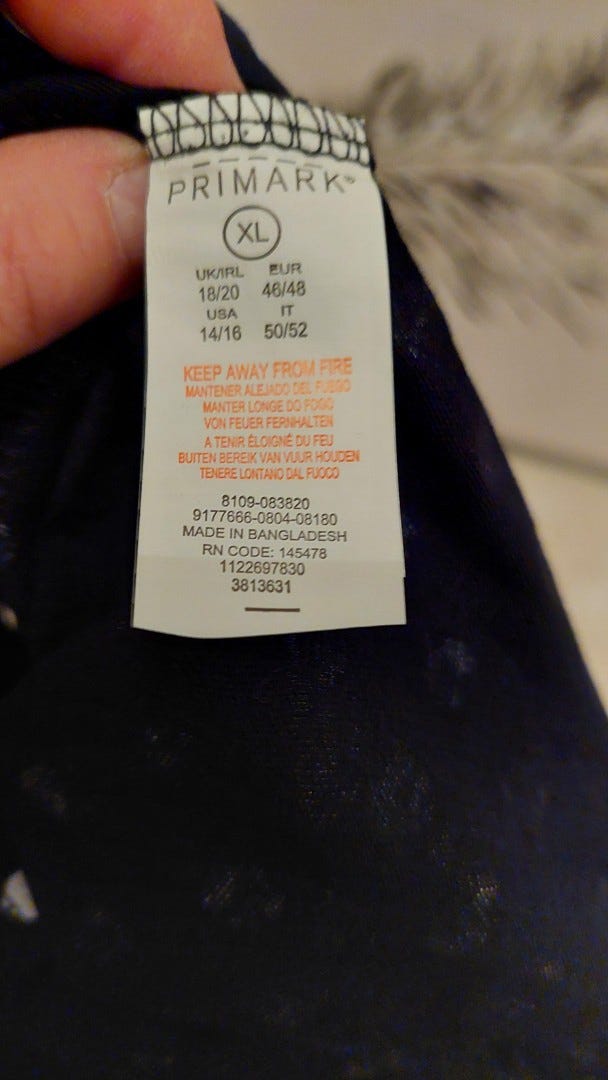 PRIMARK®
XL
UK/IRL EUR
18/20 46/48
USA IT
14/16 50/52
KEEP AWAY FROM FIRE
MANTENER ALEJADO DEL FUEGO
MANTER LONGE DO FOGO
VON FEUER FERNHALTEN
A TENIR ÉLOIGNÉ DU FEU
BUITEN BEREIK VAN VUUR HOUDEN
TENERE LONTANO DAL FUOCO
8109-083820
9177666-0804-08180
MADE IN BANGLADESH
RN CODE: 145478
1122697830
3813631